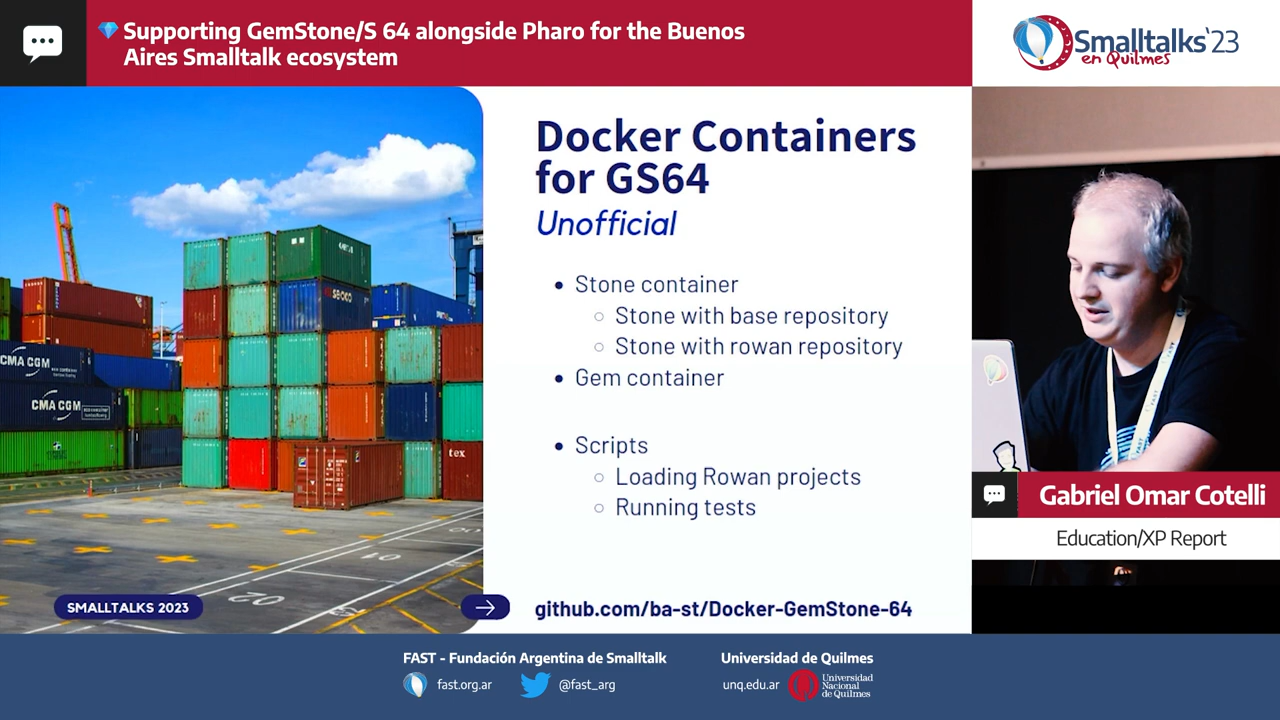 Supporting GemStone/S 64 alongside Pharo for the Buenos
Aires Smalltalk ecosystem
Smalltalks'23
en Quilmes
Docker Containers
for GS64
Unofficial
• Stone container
○ Stone with base repository
○ Stone with rowan repository
• Gem container
• Scripts
○ Loading Rowan projects
○ Running tests
CMA CGM
CMA CGM
tex
SMALLTALKS 2023
github.com/ba-st/Docker-GemStone-64
Gabriel Omar Cotelli
Education/XP Report
FAST - Fundación Argentina de Smalltalk
fast.org.ar
@fast_arg
Universidad de Quilmes
unq.edu.ar
Universidad
Nacional
de Quilmes